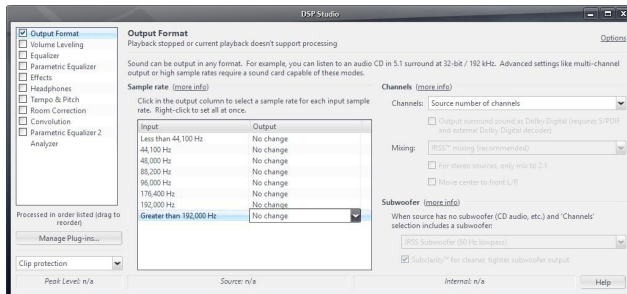 DSP Studio
Output Format
Volume Leveling
Equalizer
Parametric Equalizer
Effects
Headphones
Tempo & Pitch
Room Correction
Convolution
Parametric Equalizer 2
Analyzer
Processed in order listed (drag to
reorder)
Manage Plug-ins...
Clip protection
Peak Level: n/a
Output Format
Playback stopped or current playback doesn't support processing
Options
Sound can be output in any format. For example, you can listen to an audio CD in 5.1 surround at 32-bit / 192 kHz. Advanced settings like multi-channel
output or high sample rates require a sound card capable of these modes.
Sample rate (more info)
Click in the output column to select a sample rate for each input sample
rate. Right-click to set all at once.
Input Output
Less than 44,100 Hz No change
44,100 Hz No change
48,000 Hz No change
88,200 Hz No change
96,000 Hz No change
176,400 Hz No change
192,000 Hz No change
Greater than 192,000 Hz No change
Channels (more info)
Channels: Source number of channels
Output surround sound as Dolby Digital (requires S/PDIF
and external Dolby Digital decoder)
Mixing: JRSS™ mixing (recommended)
For stereo sources, only mix to 2.1
Move center to front L/R
Subwoofer (more info)
When source has no subwoofer (CD audio, etc.) and 'Channels'
selection includes a subwoofer:
JRSS Subwoofer (80 Hz lowpass)
Subclarity™ for cleaner, tighter subwoofer output
Source: n/a
Internal: n/a
Help